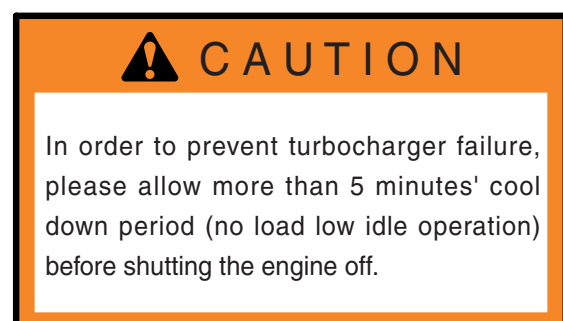 CAUTION
In order to prevent turbocharger failure,
please allow more than 5 minutes' cool
down period (no load low idle operation)
before shutting the engine off.